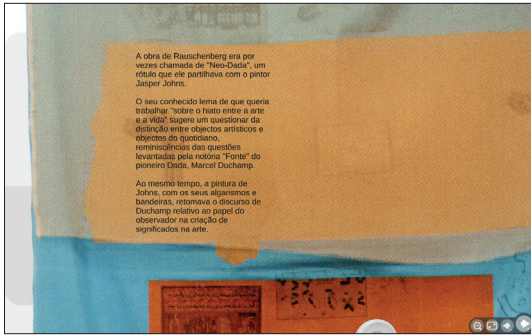 A obra de Rauschenberg era por
vezes chamada de "Neo-Dada", um
rótulo que ele partilhava com o pintor
Jasper Johns.
O seu conhecido lema de que queria
trabalhar "sobre o hiato entre a arte
e a vida" sugere um questionar da
distinção entre objectos artísticos e
objectos do quotidiano,
reminiscências das questões
levantadas pela notória "Fonte" do
pioneiro Dada, Marcel Duchamp.
Ao mesmo tempo, a pintura de
Johns, com os seus algarismos e
bandeiras, retomava o discurso de
Duchamp relativo ao papel do
observador na criação de
significados na arte.